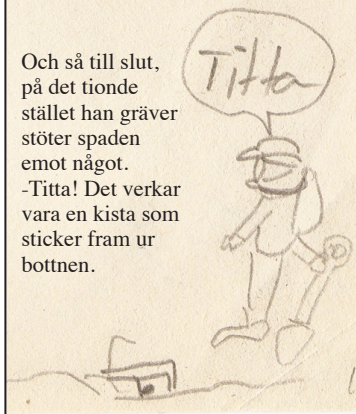 Och så till slut,
på det tionde
stället han gräver
stöter spaden
emot något.
-Titta! Det verkar
vara en kista som
sticker fram ur
bottnen.
Titta